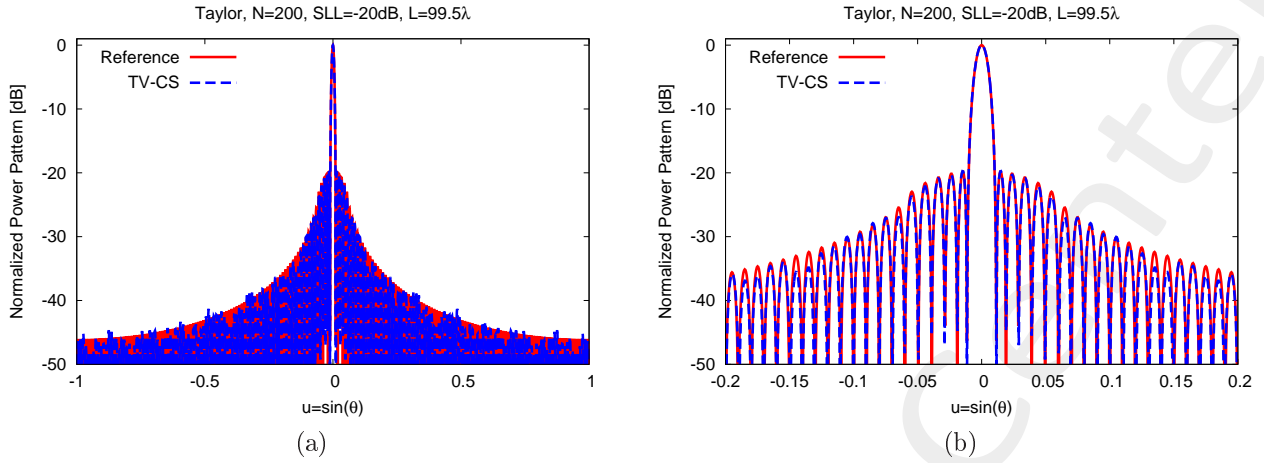 Taylor, N=200, SLL=-20dB, L=99.5λ
Normalized Power Pattern [dB]
0
-10
-20
-30
-40
-50
Reference
TV-CS
-1
-0.5
0
0.5
1
u=sin(θ)
(a)
Taylor, N=200, SLL=-20dB, L=99.5λ
Normalized Power Pattern [dB]
0
-10
-20
-30
-40
-50
Reference
TV-CS
-0.2
-0.15
-0.1
-0.05
0
0.05
0.1
0.15
0.2
u=sin(θ)
(b)
Cente